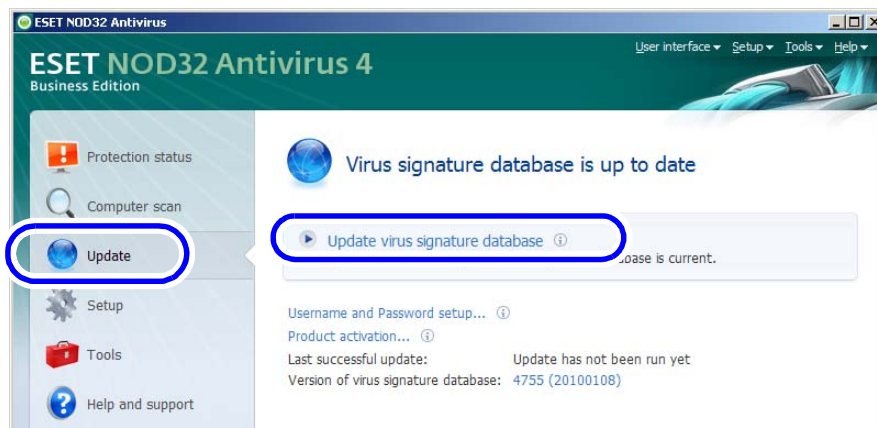 ESET NOD32 Antivirus
ESET NOD32 Antivirus 4
Business Edition
User interface Setup Tools Help
Protection status
Computer scan
Update
Setup
Tools
Help and support
Virus signature database is up to date
Update virus signature database
base is current.
Username and Password setup...
Product activation...
Last successful update: Update has not been run yet
Version of virus signature database: 4755 (20100108)